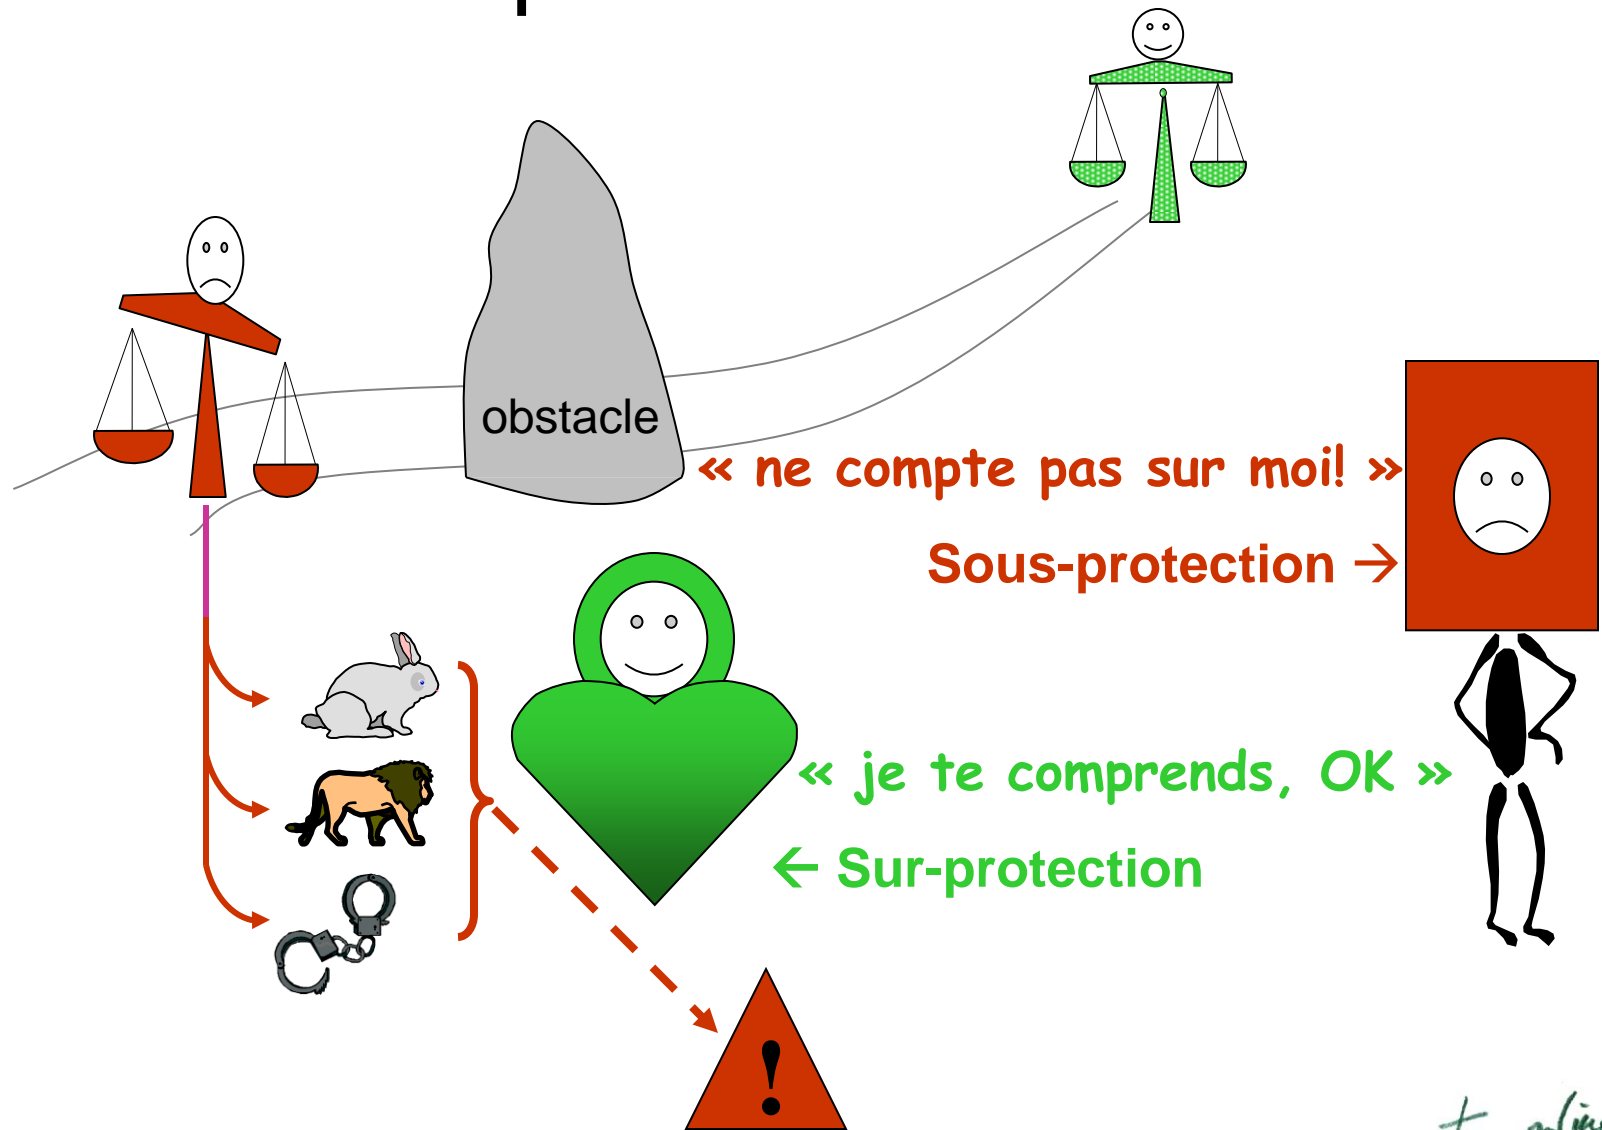 obstacle
« ne compte pas sur moi! »
Sous-protection →
« je te comprends, OK »
← Sur-protection
!